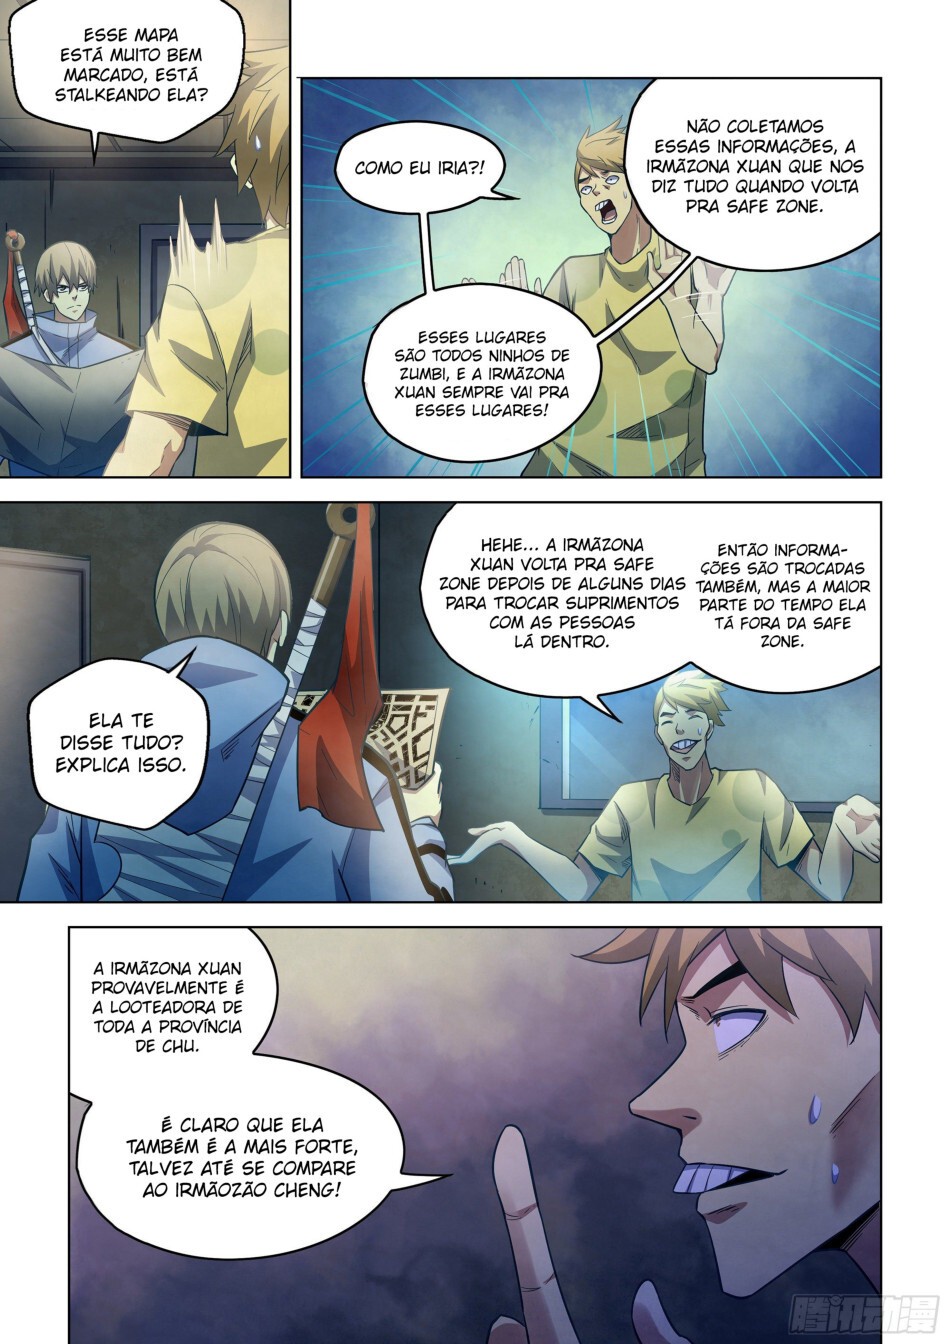 ESSE MAPA
ESTÁ MUITO BEM
MARCADO, ESTÁ
STALKEANDO ELA?
COMO EU IRIA?!
NÃO COLETAMOS
ESSAS INFORMAÇÕES, A
IRMÃZONA XUAN QUE NOS
DIZ TUDO QUANDO VOLTA
PRA SAFE ZONE.
ESSES LUGARES
SÃO TODOS NINHOS DE
ZUMBI, E A IRMÃZONA
XUAN SEMPRE VAI PRA
ESSES LUGARES!
ELA TE
DISSE TUDO?
EXPLICA ISSO.
HEHE... A IRMÃZONA
XUAN VOLTA PRA SAFE
ZONE DEPOIS DE ALGUNS DIAS
PARA TROCAR SUPRIMENTOS
COM AS PESSOAS
LÁ DENTRO.
ENTÃO INFORMA-
ÇÕES SÃO TROCADAS
TAMBÉM, MAS A MAIOR
PARTE DO TEMPO ELA
TÁ FORA DA SAFE
ZONE.
A IRMÃZONA XUAN
PROVAVELMENTE É
A LOOTEADORA DE
TODA A PROVÍNCIA
DE CHU.
É CLARO QUE ELA
TAMBÉM É A MAIS FORTE,
TALVEZ ATÉ SE COMPARE
AO IRMÃOZÃO CHENG!
腾讯动漫